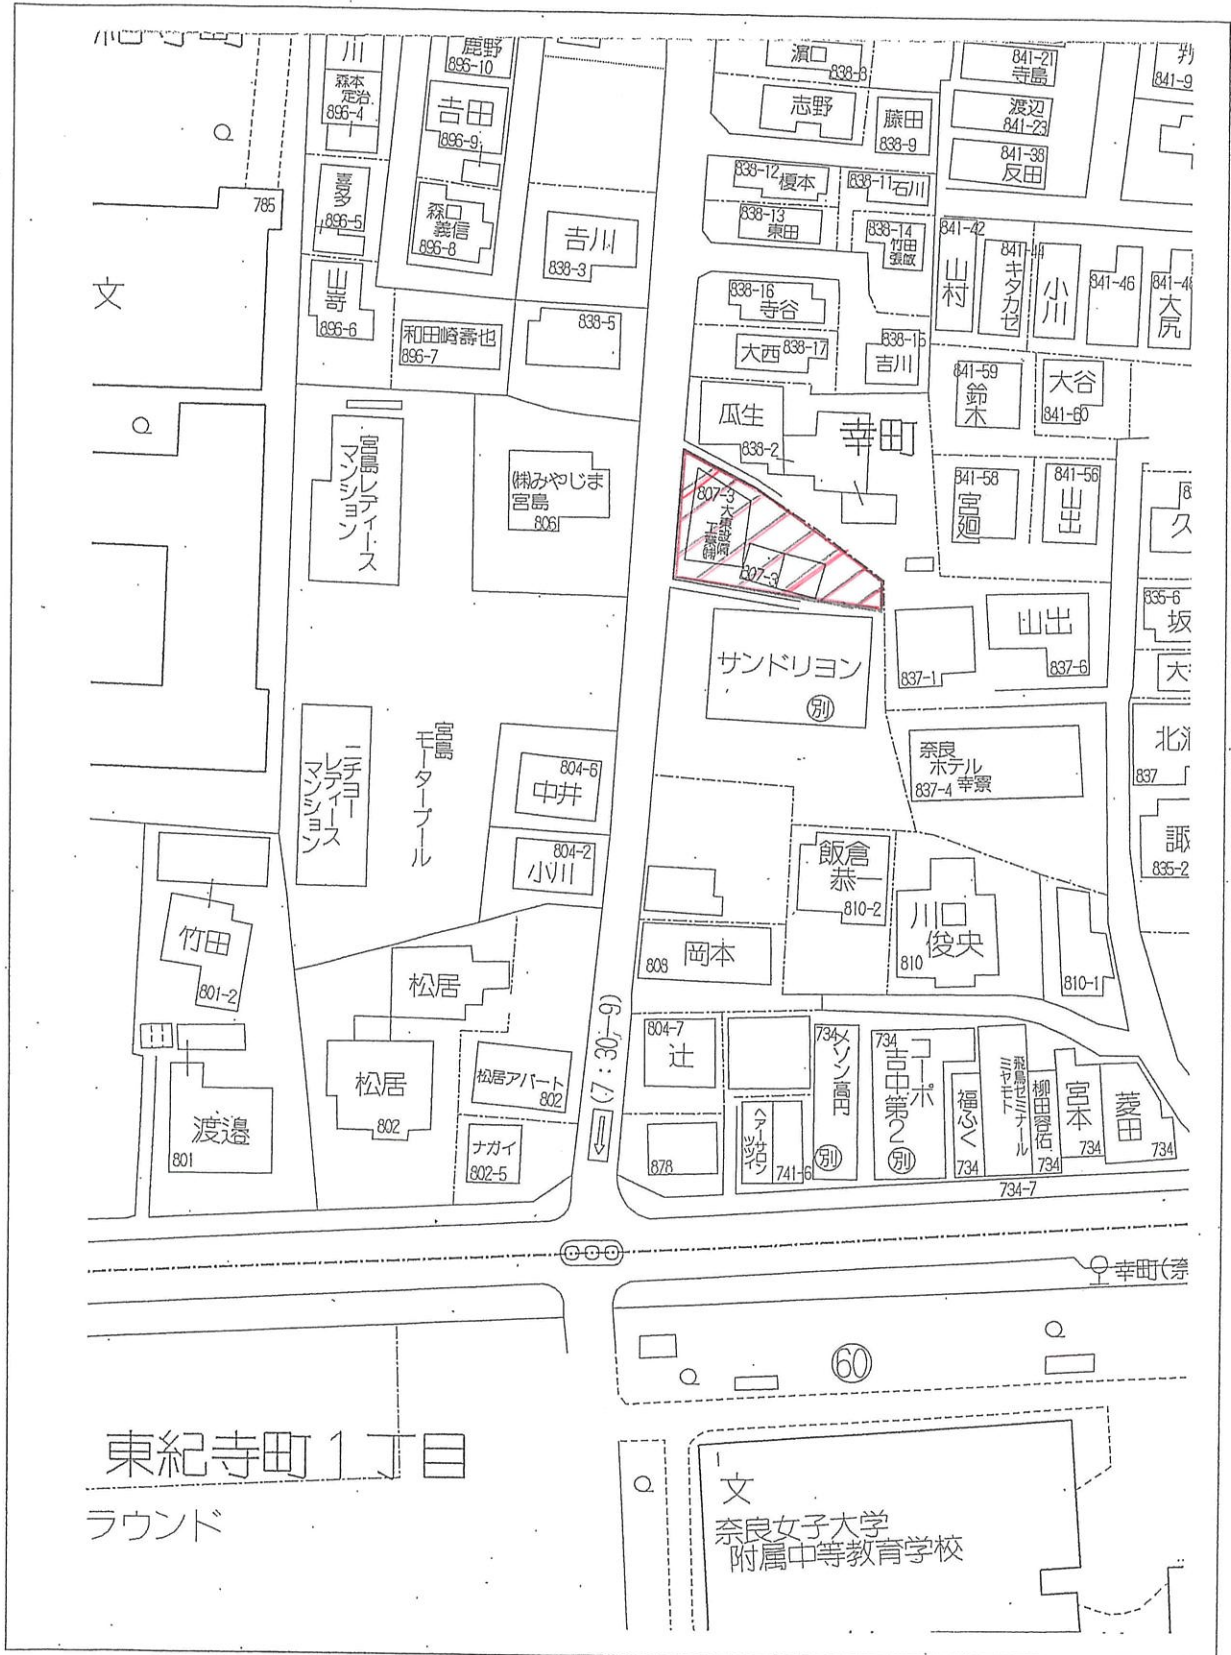 川
森本
定治
896-4
鹿野
896-10
吉田
896-9
喜多
896-5
森口
義信
896-8
吉川
838-3
山嵜
896-6
和田崎壽也
896-7
838-5
785
文
濱口
838-8
志野
藤田
838-9
841-21
寺島
渡辺
841-23
841-38
反田
841-9
838-12
榎本
838-11
石川
838-13
東田
838-14
竹田
841-42
山村
キタカゼ
小川
841-46
大尻
838-16
寺谷
大西
838-17
838-15
吉川
841-59
鈴木
大谷
841-60
瓜生
838-2
幸町
841-58
宮廻
841-56
山出
久
宮島レディース
マンション
㈱みやじま
宮島
806
807-3
大東設備
工業㈱
807-3
サンドリヨン
別
837-1
山出
837-6
835-6
坂
大
奈良
ホテル
幸寮
837-4
837
835-2
ニチヨー
レディース
マンション
宮島
モータープール
804-6
中井
804-2
小川
飯倉
恭一
810-2
川口
俊央
810
810-1
竹田
801-2
松居
808
岡本
(7:30-9)
渡邉
801
松居
802
松居アパート
802
ナガイ
802-5
804-7
辻
878
ヘアーサロン
ツツイ
741-6
734
メゾン高円
別
734
コーポ
吉中第2
別
福ふく
734
飛鳥ゼミナール
ミヤモト
734
宮本
734
菱田
734
734-7
60
東紀寺町1丁目
ラウンド
文
奈良女子大学
附属中等教育学校